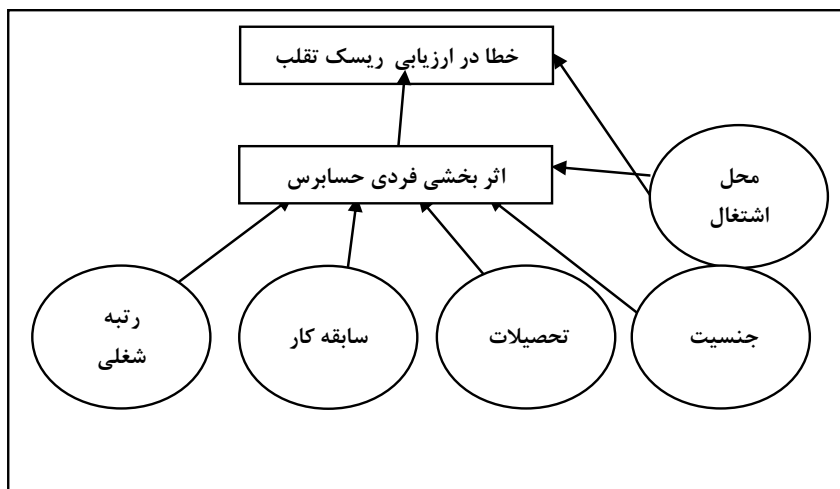 خطا در ارزیابی ریسک تقلب
اثر بخشی فردی حسابرس
محل
اشتغال
جنسیت
تحصیلات
سابقه کار
رتبه
شغلی